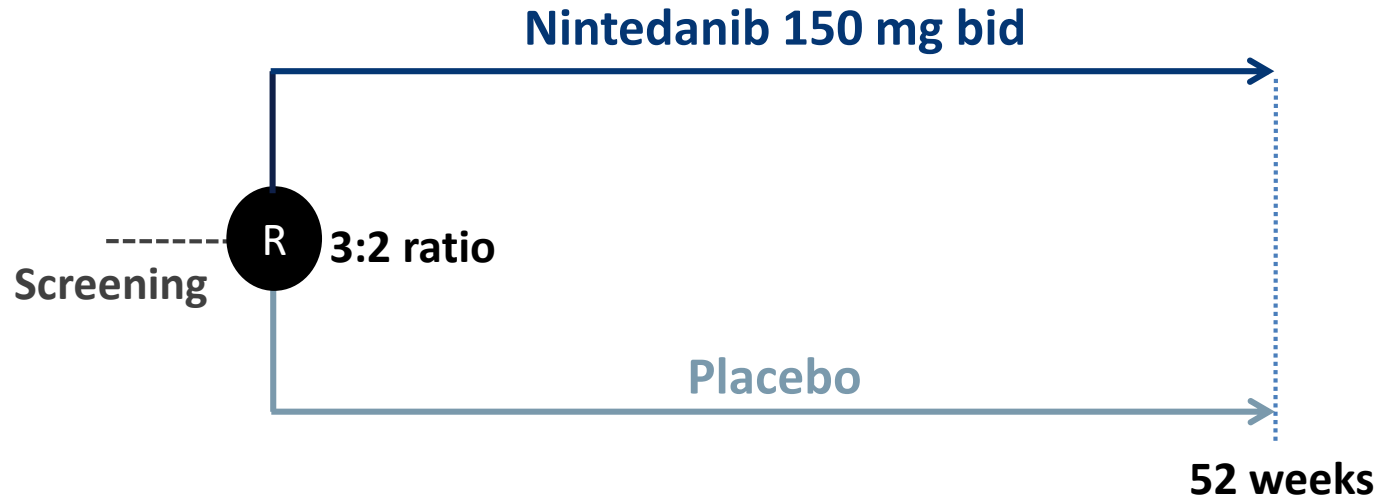 Nintedanib 150 mg bid
R
3:2 ratio
Screening
Placebo
52 weeks